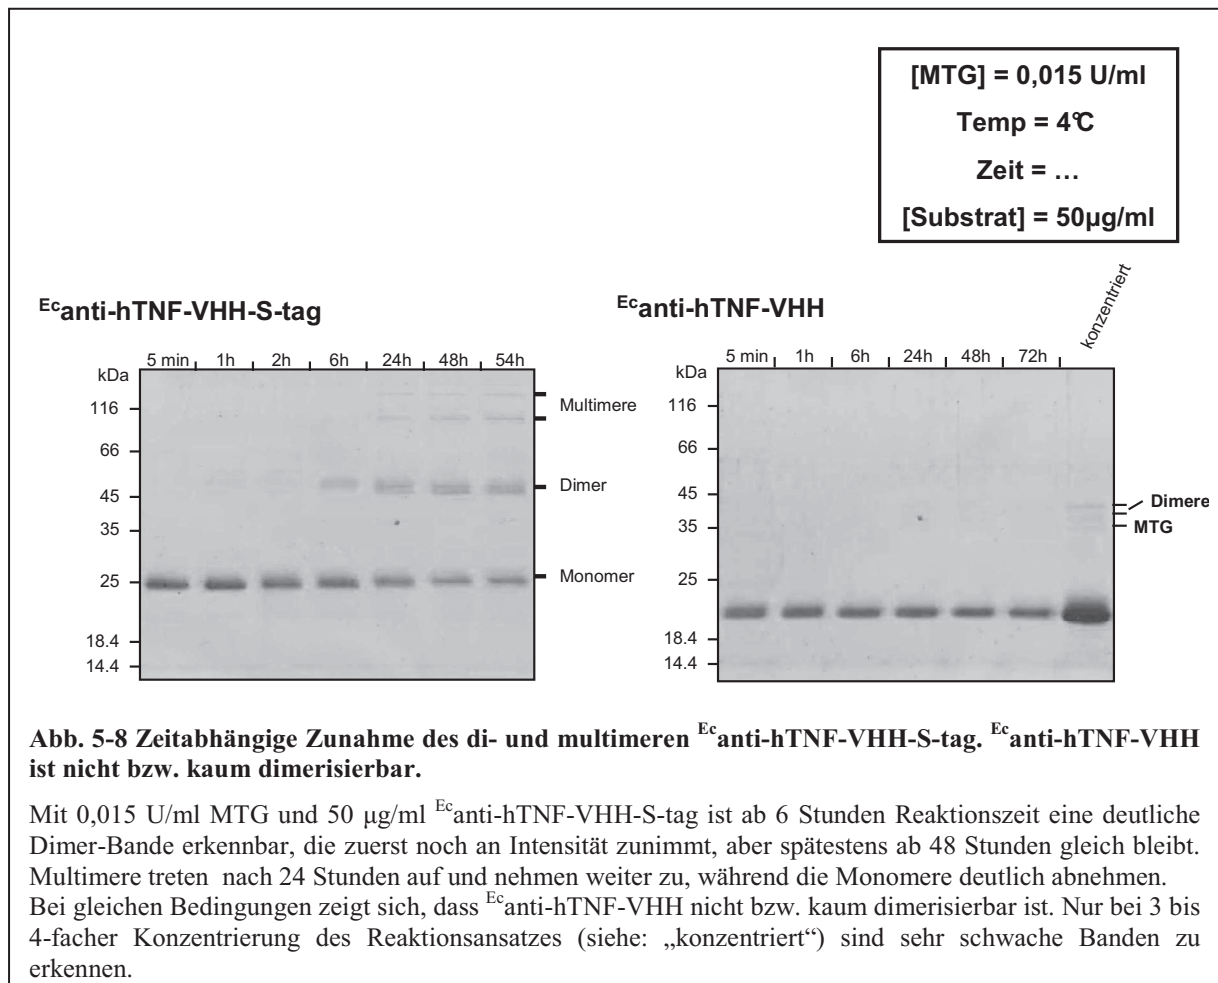 [MTG] = 0,015 U/ml
Temp = 4℃
Zeit = …
[Substrat] = 50µg/ml
Ecanti-hTNF-VHH-S-tag
kDa
5 min
1h
2h
6h
24h
48h
54h
116
66
45
35
25
18.4
14.4
Multimere
Dimer
Monomer
Ecanti-hTNF-VHH
kDa
5 min
1h
6h
24h
48h
72h
konzentriert
116
66
45
35
25
18.4
14.4
Dimere
MTG
Abb. 5-8 Zeitabhängige Zunahme des di- und multimeren Ecanti-hTNF-VHH-S-tag. Ecanti-hTNF-VHH
ist nicht bzw. kaum dimerisierbar.
Mit 0,015 U/ml MTG und 50 µg/ml Ecanti-hTNF-VHH-S-tag ist ab 6 Stunden Reaktionszeit eine deutliche
Dimer-Bande erkennbar, die zuerst noch an Intensität zunimmt, aber spätestens ab 48 Stunden gleich bleibt.
Multimere treten nach 24 Stunden auf und nehmen weiter zu, während die Monomere deutlich abnehmen.
Bei gleichen Bedingungen zeigt sich, dass Ecanti-hTNF-VHH nicht bzw. kaum dimerisierbar ist. Nur bei 3 bis
4-facher Konzentrierung des Reaktionsansatzes (siehe: „konzentriert“) sind sehr schwache Banden zu
erkennen.